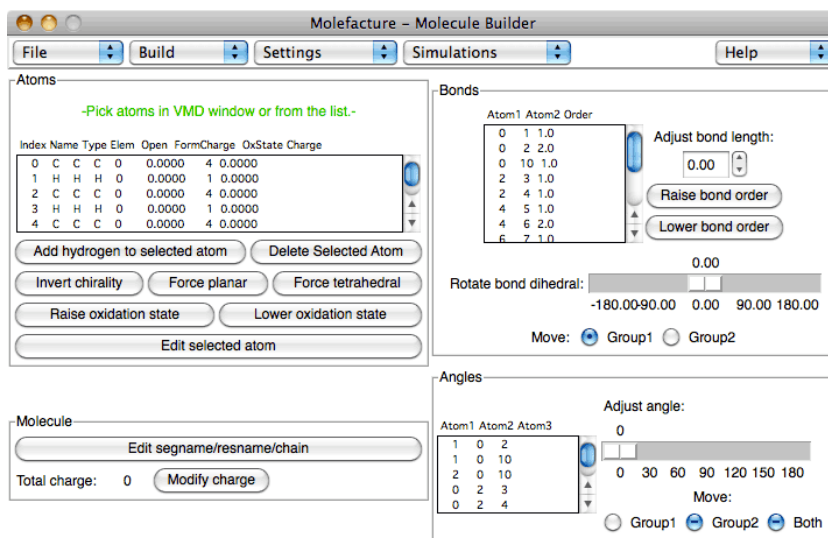 Molefacture – Molecule Builder
File Build Settings Simulations Help
Atoms
-Pick atoms in VMD window or from the list.-
Index Name Type Elem Open FormCharge OxState Charge
0 C C C 0 0.0000 4 0.0000
1 H H H 0 0.0000 1 0.0000
2 C C C 0 0.0000 4 0.0000
3 H H H 0 0.0000 1 0.0000
4 C C C 0 0.0000 4 0.0000
Add hydrogen to selected atom Delete Selected Atom
Invert chirality Force planar Force tetrahedral
Raise oxidation state Lower oxidation state
Edit selected atom
Molecule
Edit segname/resname/chain
Total charge: 0 Modify charge
Bonds
Atom1 Atom2 Order
0 1 1.0
0 2 2.0
0 10 1.0
2 3 1.0
2 4 1.0
4 5 1.0
4 6 2.0
6 7 1.0
Adjust bond length:
0.00
Raise bond order
Lower bond order
0.00
Rotate bond dihedral:
-180.00-90.00 0.00 90.00 180.00
Move: Group1 Group2
Angles
Atom1 Atom2 Atom3
1 0 2
1 0 10
2 0 10
0 2 3
0 2 4
Adjust angle:
0
0 30 60 90 120 150 180
Move:
Group1 Group2 Both